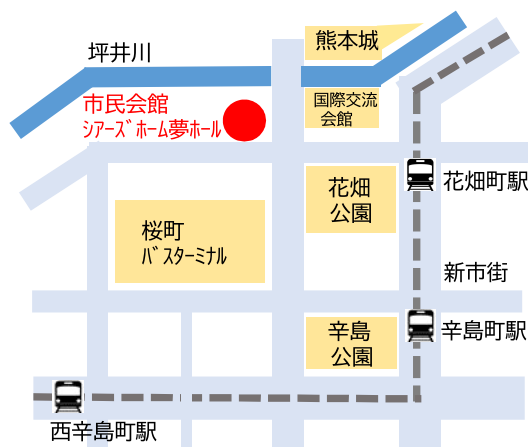 熊本城
坪井川
市民会館
ｼｱｰｽﾞﾎｰﾑ夢ﾎｰﾙ
国際交流
会館
花畑
公園
花畑町駅
桜町
ﾊﾞｽﾀｰﾐﾅﾙ
新市街
辛島
公園
辛島町駅
西辛島町駅